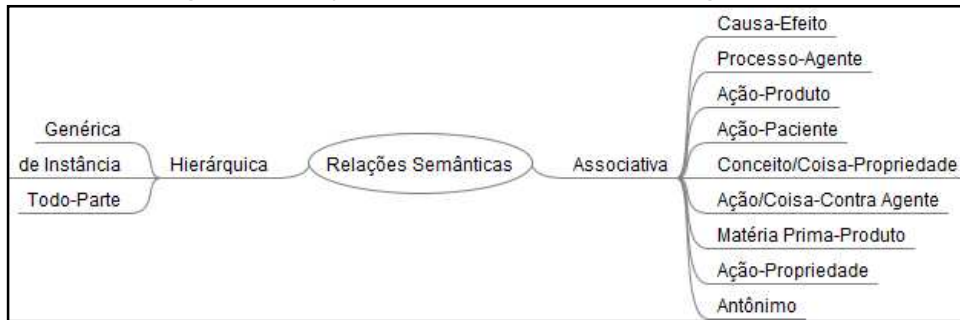 Genérica
de Instância
Todo-Parte
Hierárquica
Relações Semânticas
Associativa
Causa-Efeito
Processo-Agente
Ação-Produto
Ação-Paciente
Conceito/Coisa-Propriedade
Ação/Coisa-Contra Agente
Matéria Prima-Produto
Ação-Propriedade
Antônimo